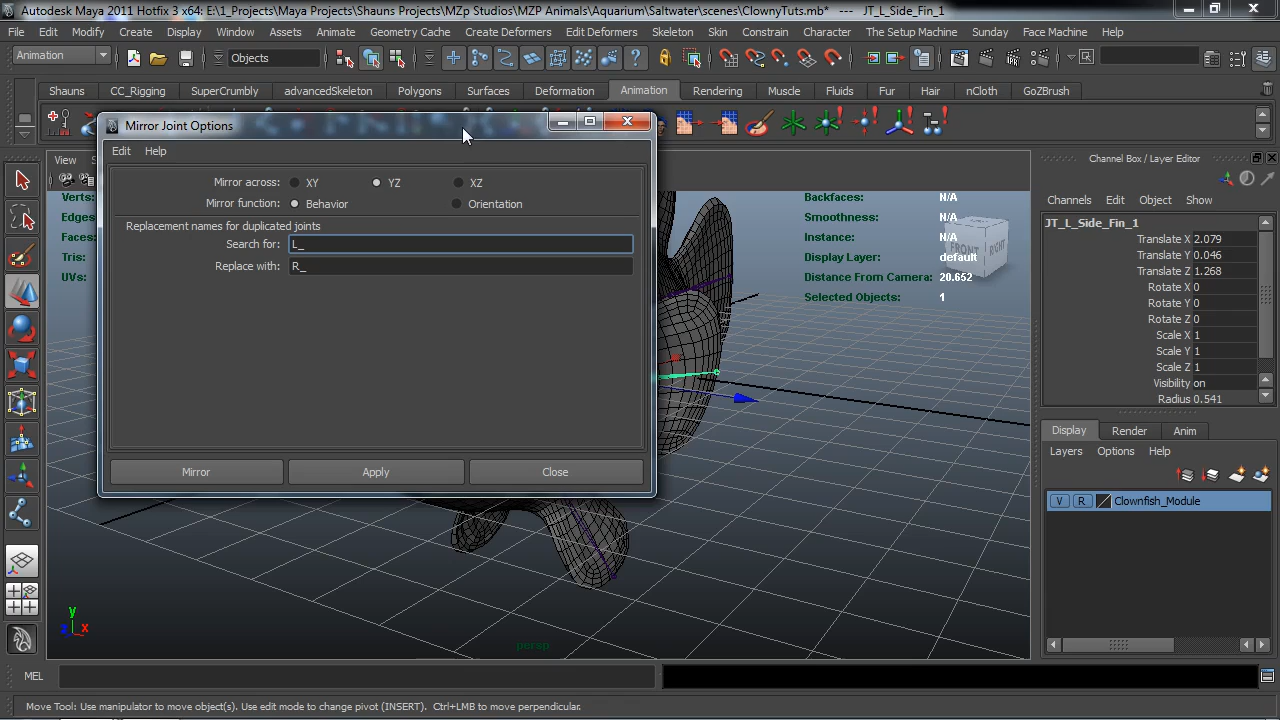 Autodesk Maya 2011 Hotfix 3 x64: E:\1_Projects\Maya Projects\Shauns Projects\MZp Studios\MZP Animals\Aquarium\Saltwater\scenes\ClownyTuts.mb* --- JT_L_Side_Fin_1
File Edit Modify Create Display Window Assets Animate Geometry Cache Create Deformers Edit Deformers Skeleton Skin Constrain Character The Setup Machine Sunday Face Machine Help
Animation Objects
Shauns CC_Rigging SuperCrumbly advancedSkeleton Polygons Surfaces Deformation Animation Rendering Muscle Fluids Fur Hair nCloth GoZBrush
Mirror Joint Options
Edit Help
Mirror across: XY YZ XZ
Mirror function: Behavior Orientation
Replacement names for duplicated joints
Search for: L_
Replace with: R_
Mirror Apply Close
View
Verts:
Edges
Faces:
Tris:
UVs:
Backfaces: N/A
Smoothness: N/A
Instance: N/A
Display Layer: default
Distance From Camera: 20.652
Selected Objects: 1
FRONT RIGHT
y
z x
persp
Channel Box / Layer Editor
Channels Edit Object Show
JT_L_Side_Fin_1
Translate X 2.079
Translate Y 0.046
Translate Z 1.268
Rotate X 0
Rotate Y 0
Rotate Z 0
Scale X 1
Scale Y 1
Scale Z 1
Visibility on
Radius 0.541
Display Render Anim
Layers Options Help
V R Clownfish_Module
MEL
Move Tool: Use manipulator to move object(s). Use edit mode to change pivot (INSERT). Ctrl+LMB to move perpendicular.